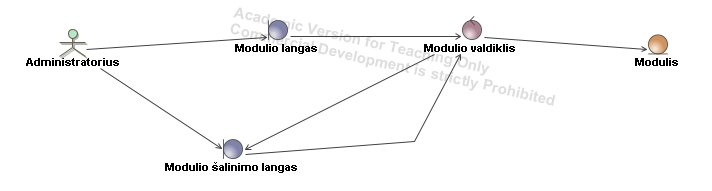 Academic Version for Teaching Only
Commercial Development is strictly Prohibited
Administratorius
Modulio langas
Modulio valdiklis
Modulis
Modulio šalinimo langas